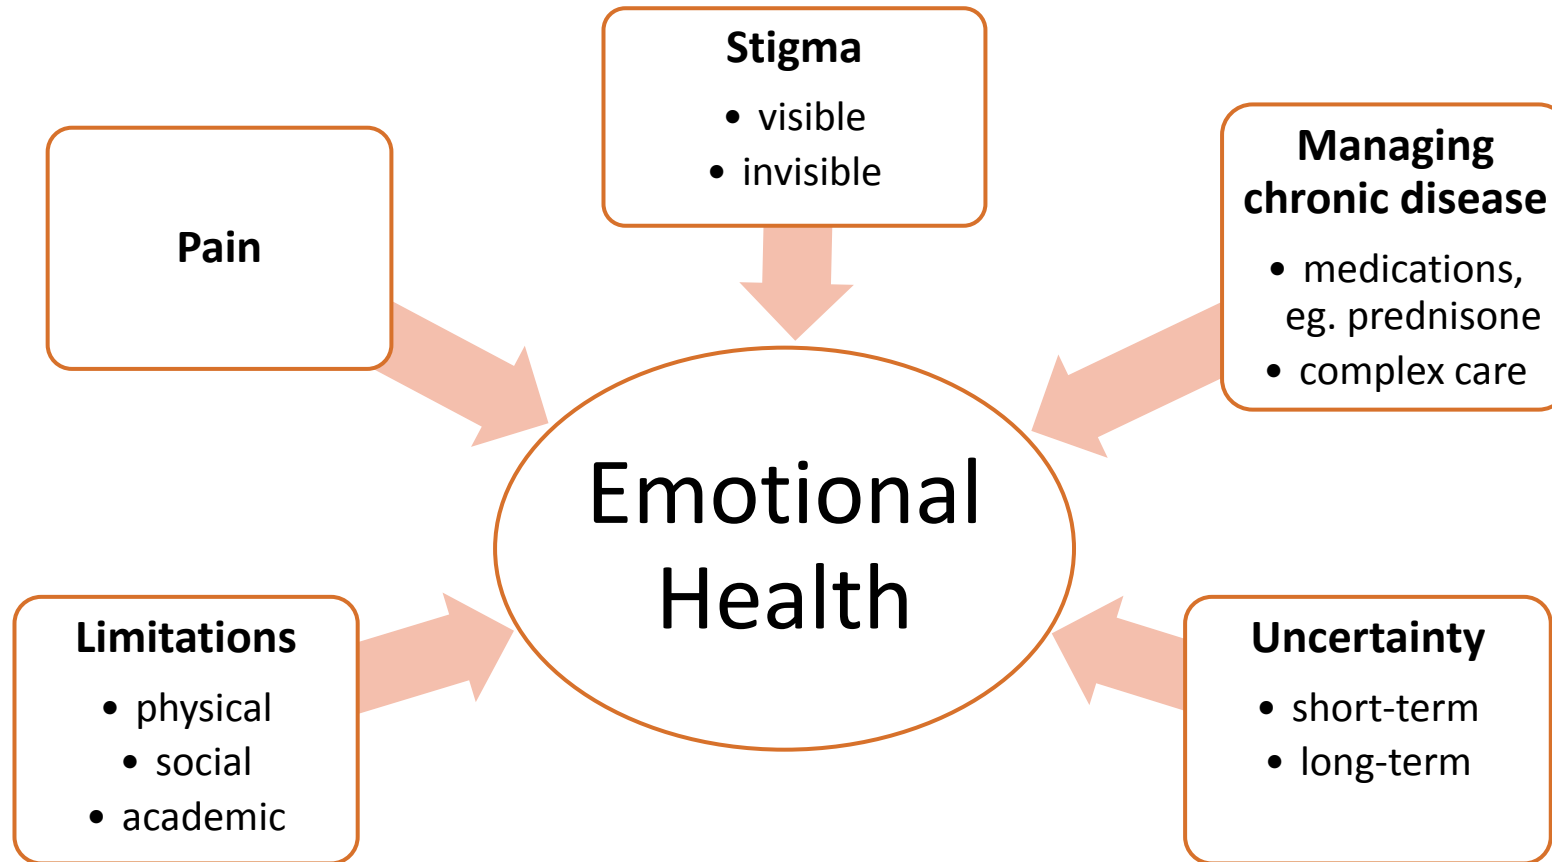 Stigma
• visible
• invisible
Pain
Managing
chronic disease
• medications,
eg. prednisone
• complex care
Emotional
Health
Limitations
• physical
• social
• academic
Uncertainty
• short-term
• long-term